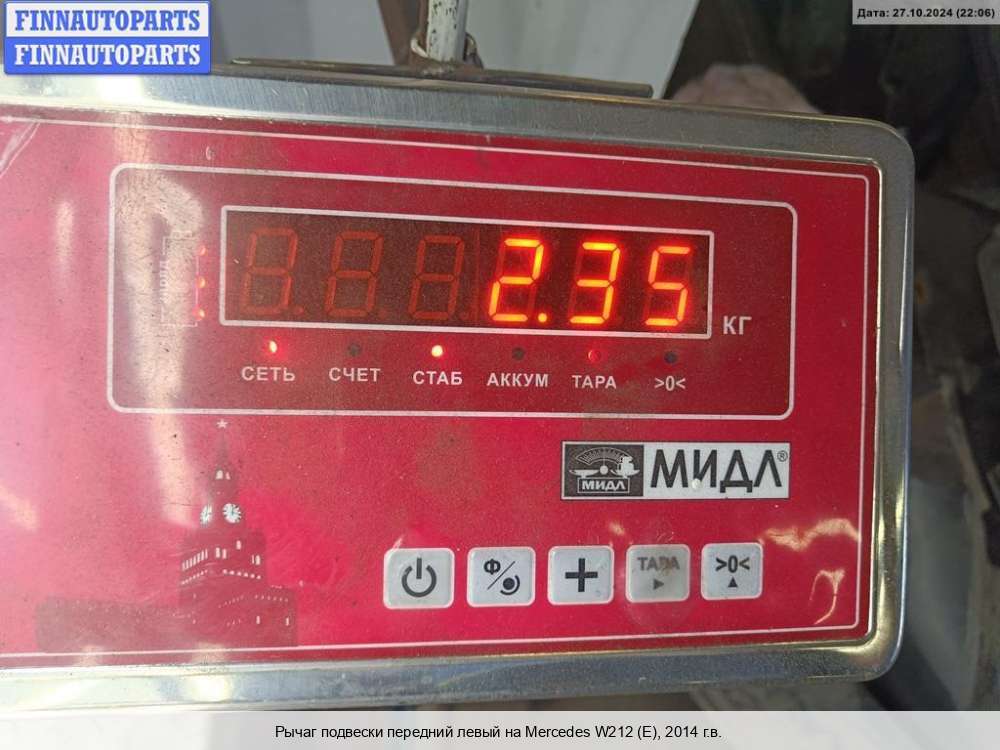 FINNAUTOPARTS
FINNAUTOPARTS
Дата: 27.10.2024 (22:06)
2.35
КГ
СЕТЬ СЧЕТ СТАБ АККУМ ТАРА >0<
МИДЛ МИДЛ®
Ф ТАРА >0<
Рычаг подвески передний левый на Mercedes W212 (E), 2014 г.в.